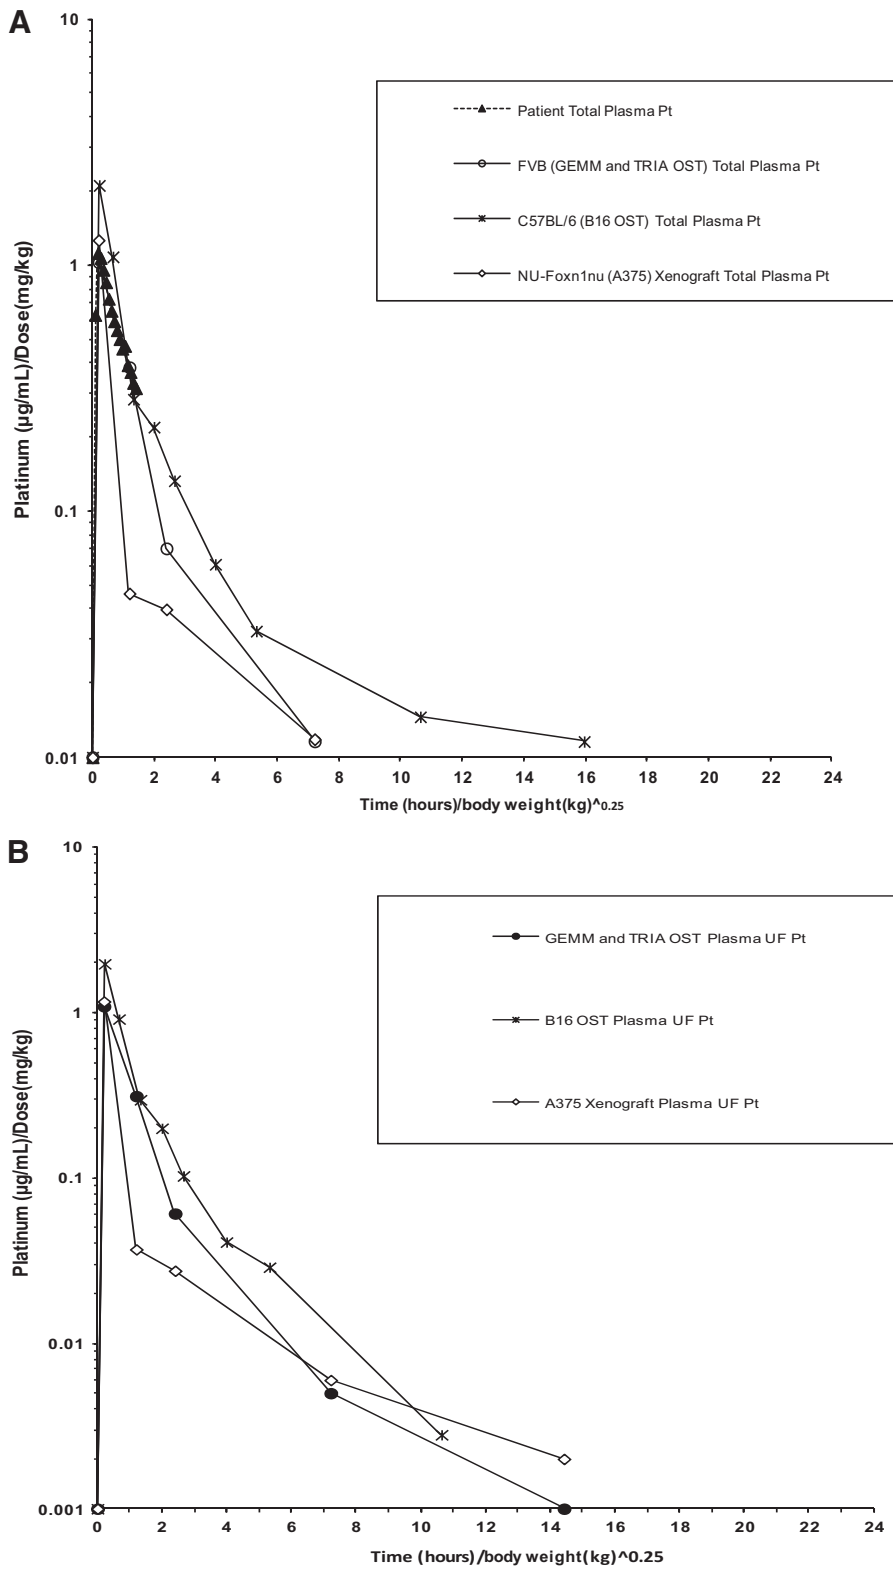 A
10
1
0.1
0.01
Platinum (µg/mL)/Dose(mg/kg)
Patient Total Plasma Pt
FVB (GEMM and TRIA OST) Total Plasma Pt
C57BL/6 (B16 OST) Total Plasma Pt
NU-Foxn1nu (A375) Xenograft Total Plasma Pt
0 2 4 6 8 10 12 14 16 18 20 22 24
Time (hours)/body weight(kg)^0.25
B
10
1
0.1
0.01
0.001
Platinum (µg/mL)/Dose(mg/kg)
GEMM and TRIA OST Plasma UF Pt
B16 OST Plasma UF Pt
A375 Xenograft Plasma UF Pt
0 2 4 6 8 10 12 14 16 18 20 22 24
Time (hours)/body weight(kg)^0.25